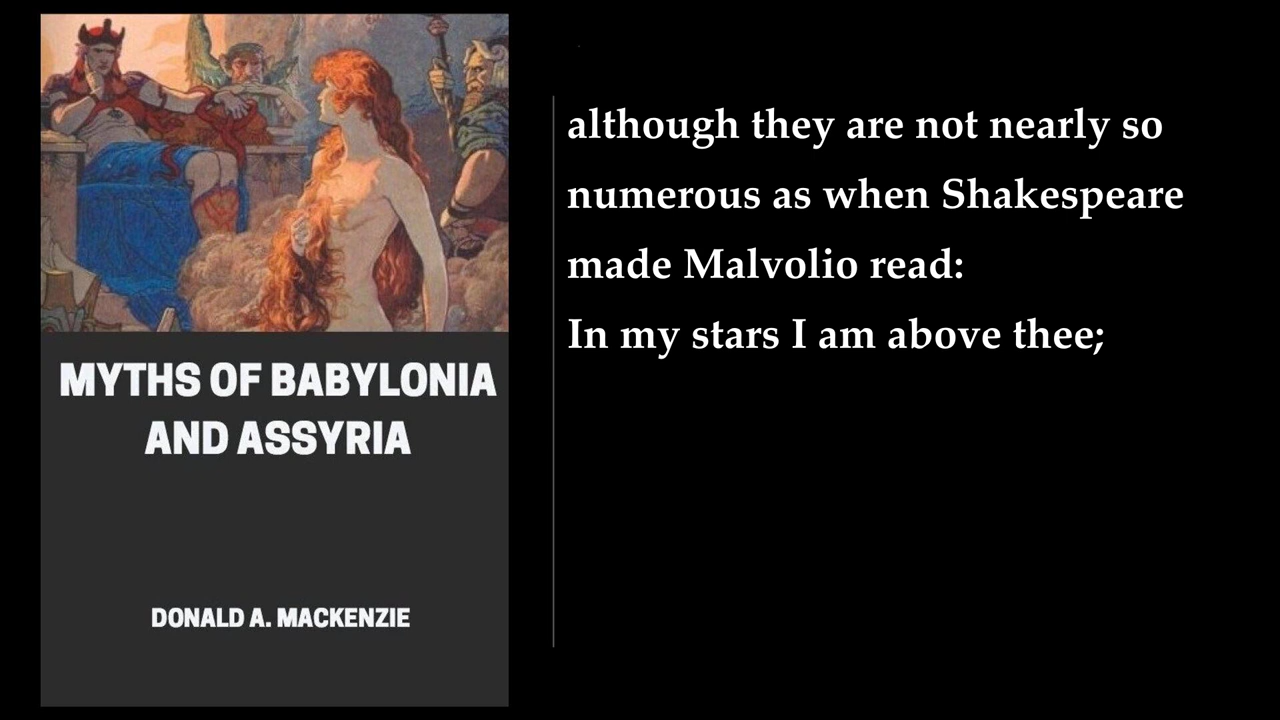 MYTHS OF BABYLONIA
AND ASSYRIA
DONALD A. MACKENZIE
although they are not nearly so
numerous as when Shakespeare
made Malvolio read:
In my stars I am above thee;